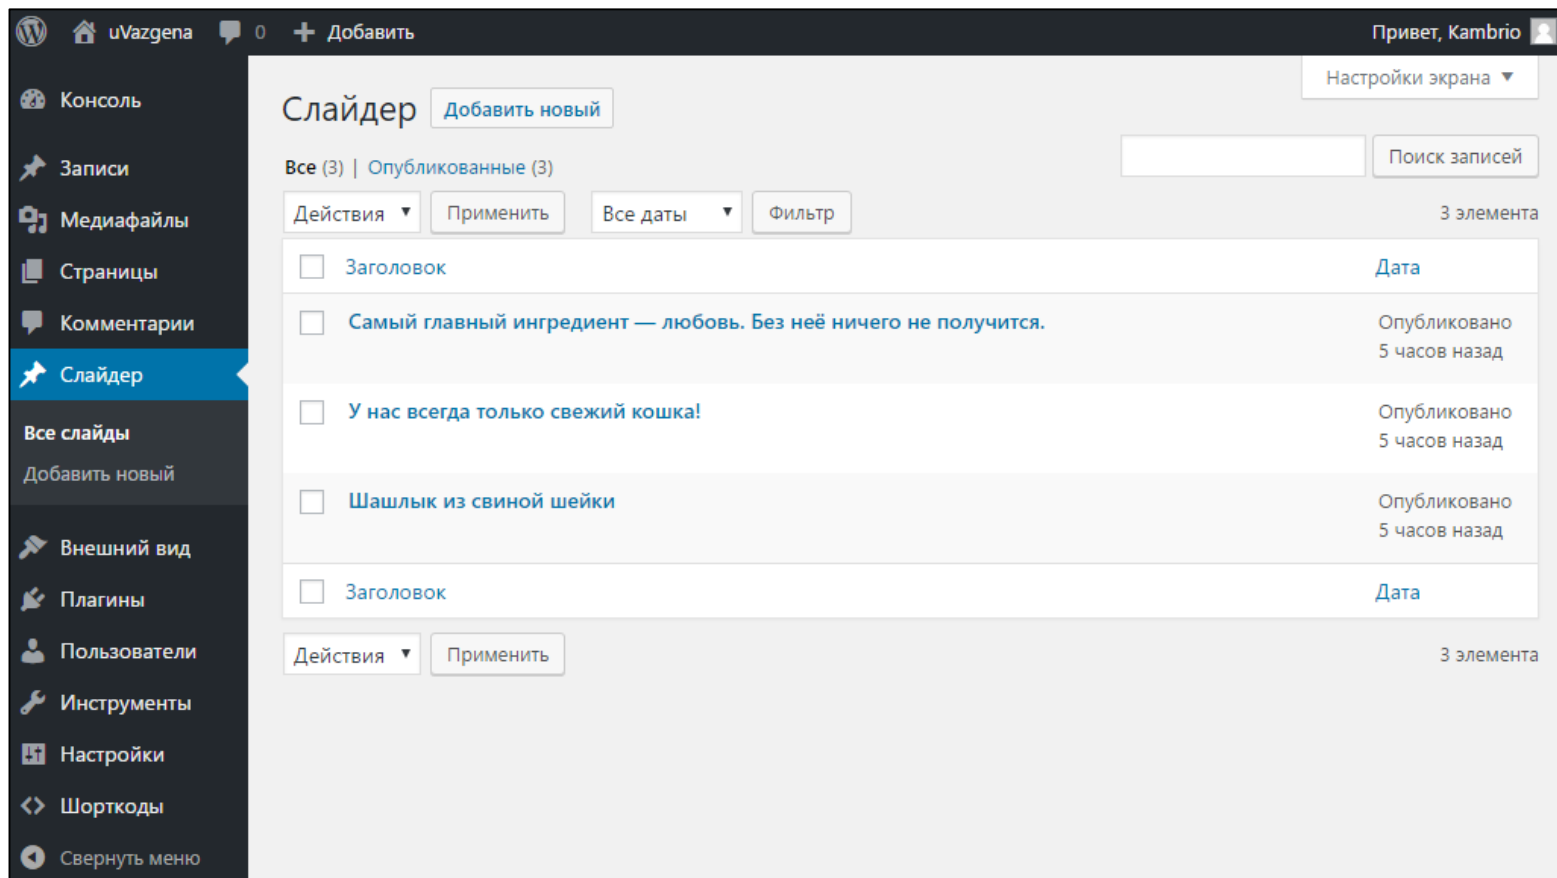 uVazgena 0 Добавить Привет, Kambrio
Настройки экрана
Консоль
Записи
Медиафайлы
Страницы
Комментарии
Слайдер
Все слайды
Добавить новый
Внешний вид
Плагины
Пользователи
Инструменты
Настройки
Шорткоды
Свернуть меню
Слайдер Добавить новый
Все (3) | Опубликованные (3)
Поиск записей
Действия Применить Все даты Фильтр 3 элемента
Заголовок Дата
Самый главный ингредиент — любовь. Без неё ничего не получится. Опубликовано
5 часов назад
У нас всегда только свежий кошка! Опубликовано
5 часов назад
Шашлык из свиной шейки Опубликовано
5 часов назад
Заголовок Дата
Действия Применить 3 элемента